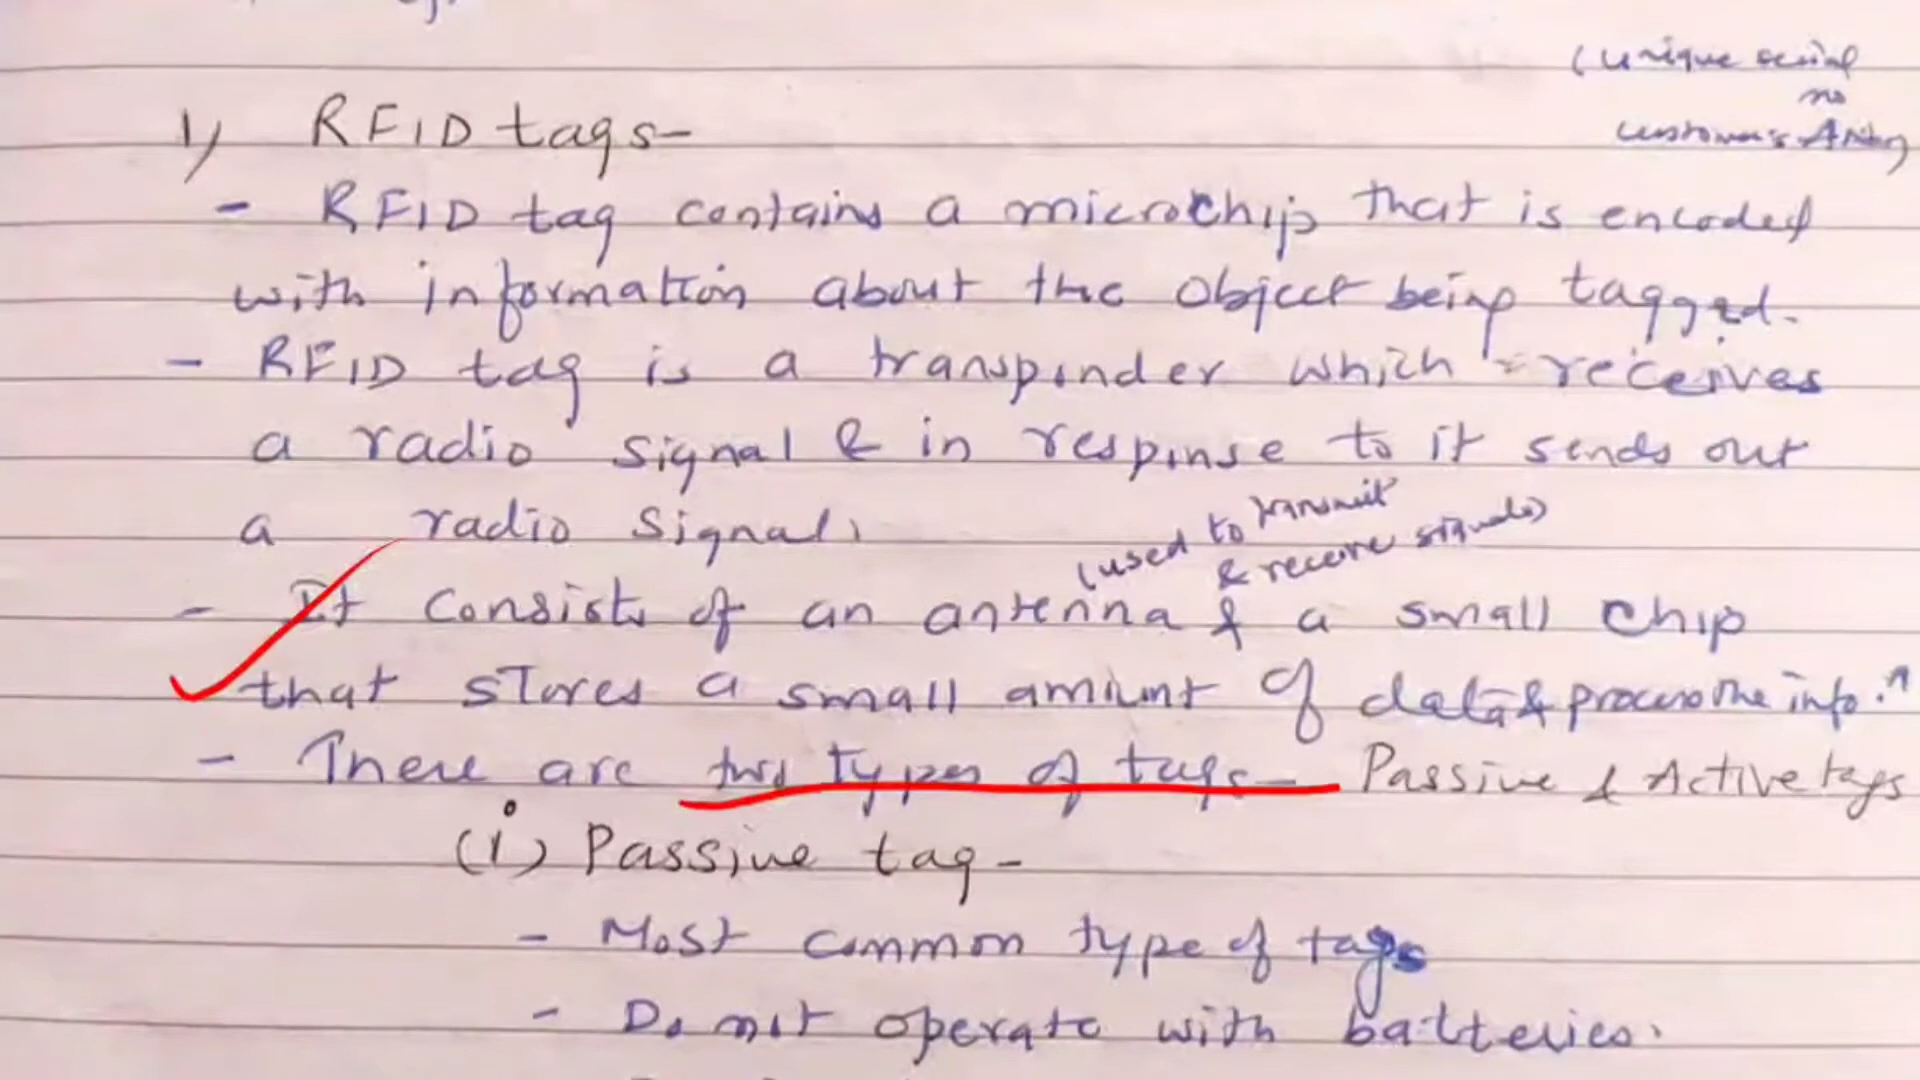 (unique serial
no
customer's
1) RFID tags-
- RFID tag contains a microchip that is encoded
with information about the object being tagged.
- RFID tag is a transponder which receives
a radio signal & in response to it sends out
a radio signal.
(used to transmit
& receive signals)
- It consists of an antenna & a small chip
that stores a small amount of data & process the info.n
- There are two types of tags- Passive & Active tags
(i) Passive tag-
- Most common type of tags
- Do not operate with batteries.